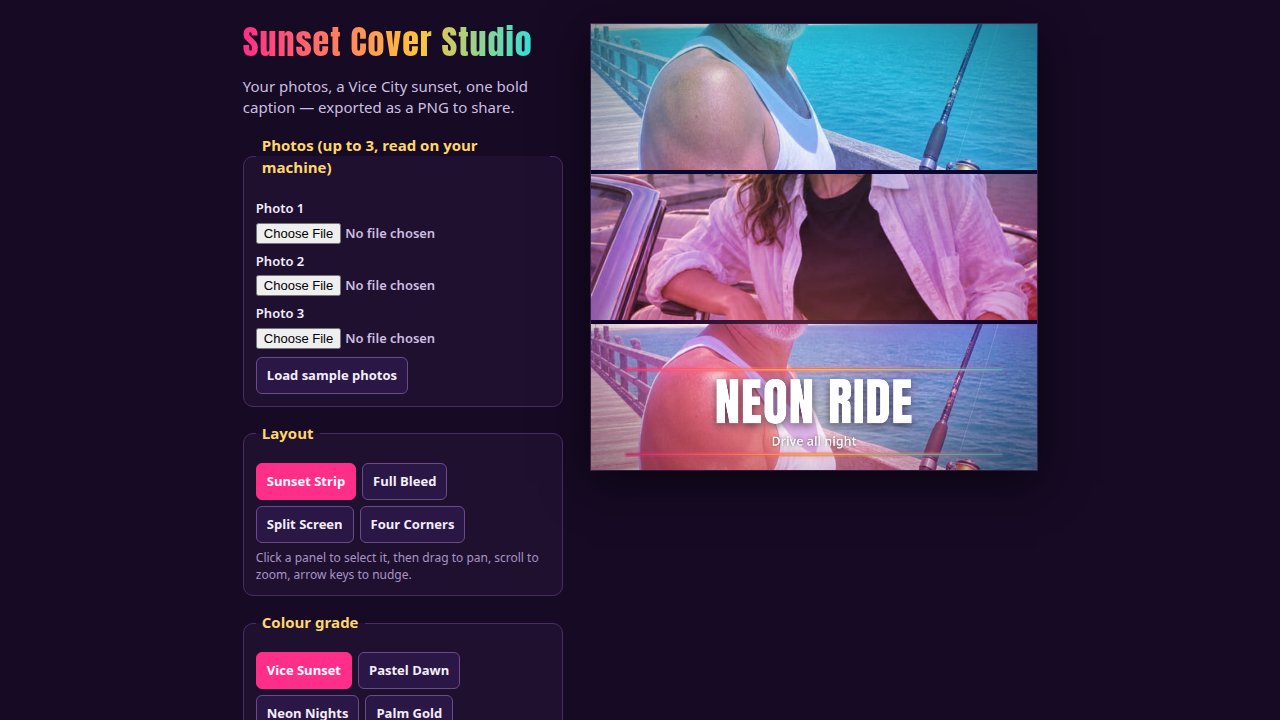 Sunset Cover Studio
Your photos, a Vice City sunset, one bold
caption — exported as a PNG to share.
Photos (up to 3, read on your
machine)
Photo 1
Choose File No file chosen
Photo 2
Choose File No file chosen
Photo 3
Choose File No file chosen
Load sample photos
Layout
Sunset Strip
Full Bleed
Split Screen
Four Corners
Click a panel to select it, then drag to pan, scroll to
zoom, arrow keys to nudge.
Colour grade
Vice Sunset
Pastel Dawn
Neon Nights
Palm Gold
NEON RIDE
Drive all night